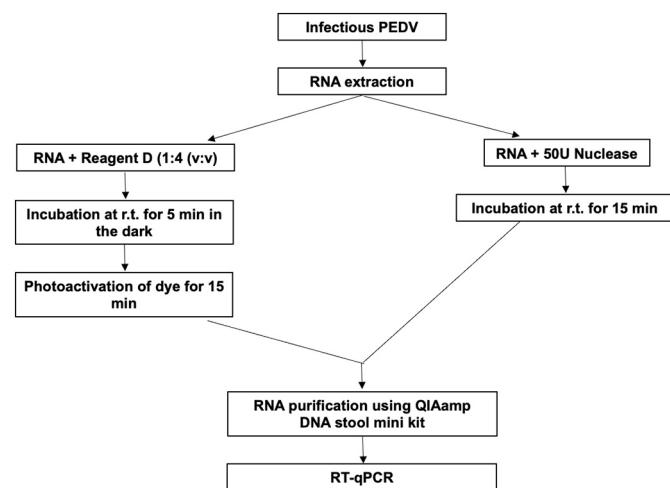 Infectious PEDV
RNA extraction
RNA + Reagent D (1:4 (v:v)
Incubation at r.t. for 5 min in
the dark
Photoactivation of dye for 15
min
RNA + 50U Nuclease
Incubation at r.t. for 15 min
RNA purification using QIAamp
DNA stool mini kit
RT-qPCR